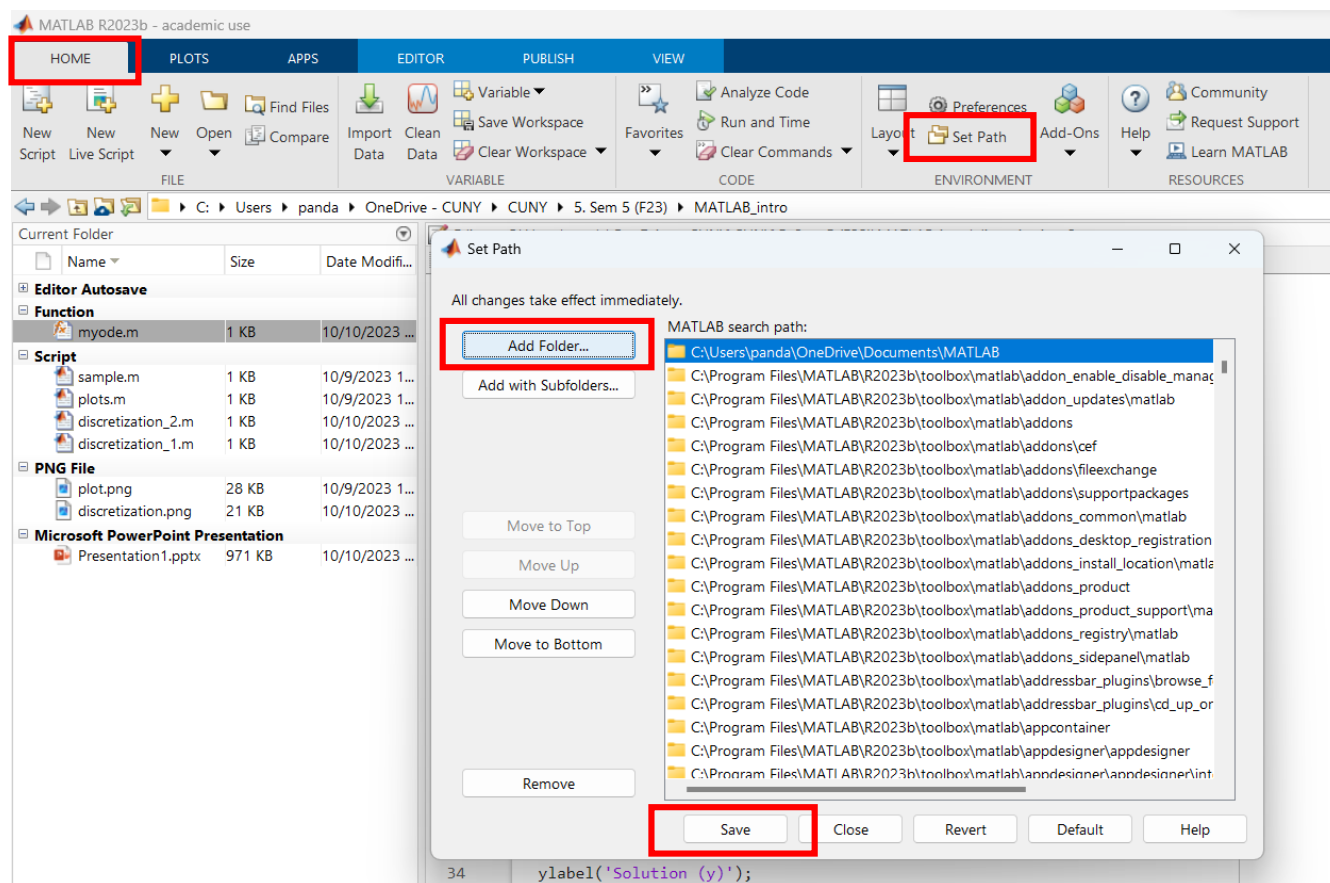 MATLAB R2023b - academic use
HOME PLOTS APPS EDITOR PUBLISH VIEW
New Script
New Live Script
New
Open
Find Files
Compare
Import Data
Clean Data
Variable
Save Workspace
Clear Workspace
Favorites
Analyze Code
Run and Time
Clear Commands
Layout
Preferences
Set Path
Add-Ons
Help
Community
Request Support
Learn MATLAB
FILE VARIABLE CODE ENVIRONMENT RESOURCES
C: Users panda OneDrive - CUNY CUNY 5. Sem 5 (F23) MATLAB_intro
Current Folder
Name Size Date Modifi...
Editor Autosave
Function
myode.m 1 KB 10/10/2023 ...
Script
sample.m 1 KB 10/9/2023 1...
plots.m 1 KB 10/9/2023 1...
discretization_2.m 1 KB 10/10/2023 ...
discretization_1.m 1 KB 10/10/2023 ...
PNG File
plot.png 28 KB 10/9/2023 1...
discretization.png 21 KB 10/10/2023 ...
Microsoft PowerPoint Presentation
Presentation1.pptx 971 KB 10/10/2023 ...
Set Path
All changes take effect immediately.
Add Folder...
Add with Subfolders...
Move to Top
Move Up
Move Down
Move to Bottom
Remove
MATLAB search path:
C:\Users\panda\OneDrive\Documents\MATLAB
C:\Program Files\MATLAB\R2023b\toolbox\matlab\addon_enable_disable_manag
C:\Program Files\MATLAB\R2023b\toolbox\matlab\addon_updates\matlab
C:\Program Files\MATLAB\R2023b\toolbox\matlab\addons
C:\Program Files\MATLAB\R2023b\toolbox\matlab\addons\cef
C:\Program Files\MATLAB\R2023b\toolbox\matlab\addons\fileexchange
C:\Program Files\MATLAB\R2023b\toolbox\matlab\addons\supportpackages
C:\Program Files\MATLAB\R2023b\toolbox\matlab\addons_common\matlab
C:\Program Files\MATLAB\R2023b\toolbox\matlab\addons_desktop_registration
C:\Program Files\MATLAB\R2023b\toolbox\matlab\addons_install_location\matla
C:\Program Files\MATLAB\R2023b\toolbox\matlab\addons_product
C:\Program Files\MATLAB\R2023b\toolbox\matlab\addons_product_support\ma
C:\Program Files\MATLAB\R2023b\toolbox\matlab\addons_registry\matlab
C:\Program Files\MATLAB\R2023b\toolbox\matlab\addons_sidepanel\matlab
C:\Program Files\MATLAB\R2023b\toolbox\matlab\addressbar_plugins\browse_f
C:\Program Files\MATLAB\R2023b\toolbox\matlab\addressbar_plugins\cd_up_or
C:\Program Files\MATLAB\R2023b\toolbox\matlab\appcontainer
C:\Program Files\MATLAB\R2023b\toolbox\matlab\appdesigner\appdesigner
C:\Program Files\MATLAB\R2023b\toolbox\matlab\appdesigner\appdesigner\int
Save Close Revert Default Help
34 ylabel('Solution (y)');